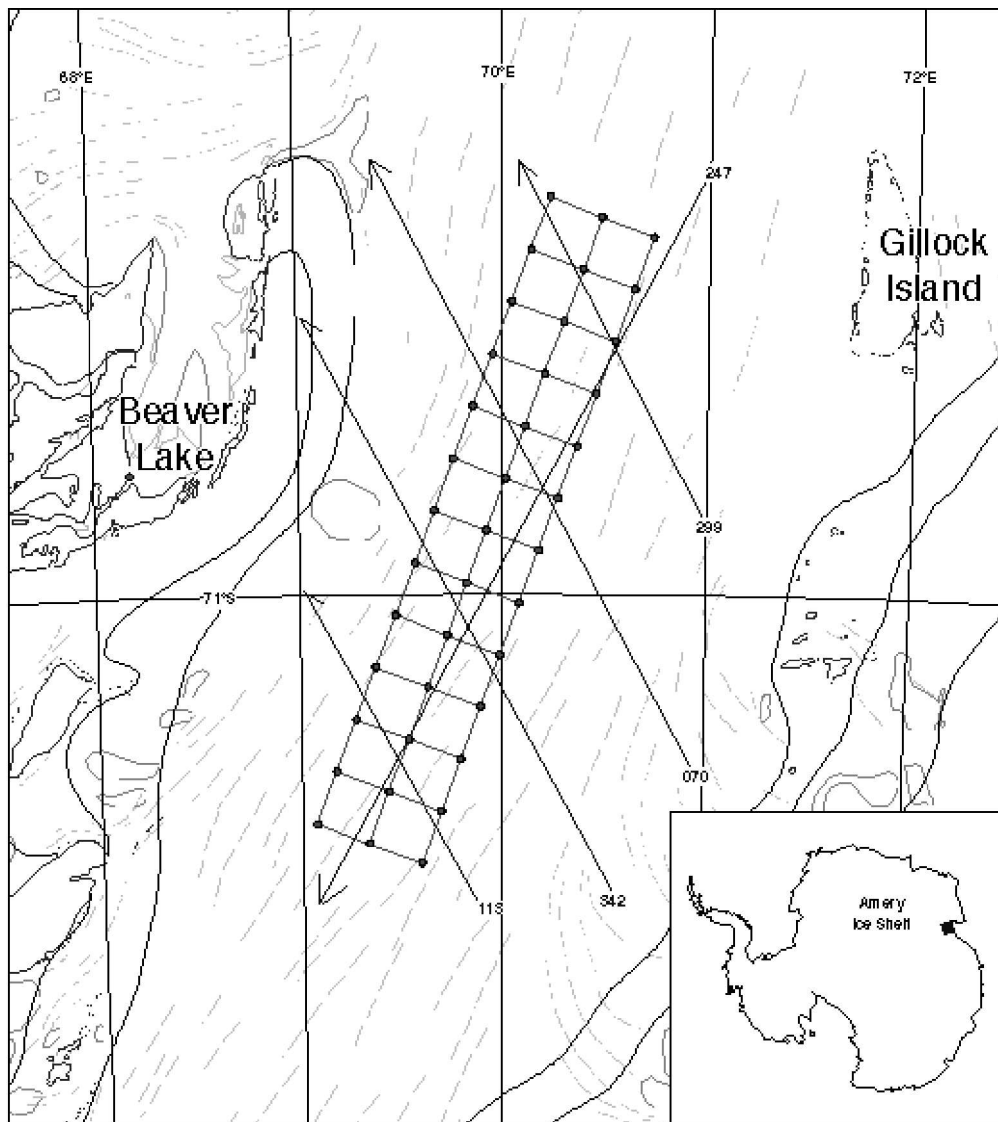 68°E
70°E
72°E
247
Gillock
Island
Beaver
Lake
299
71°S
070
113
342
Amery
Ice Shelf